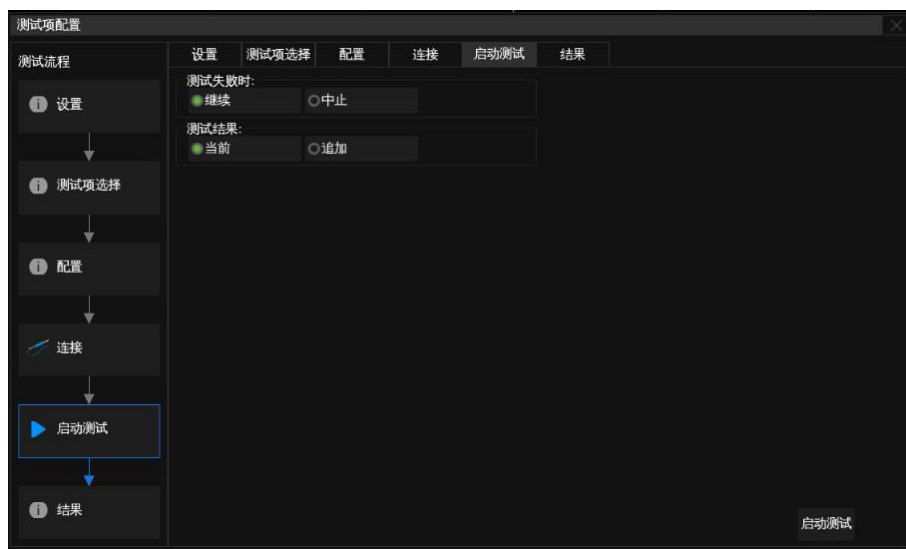 测试项配置
测试流程
设置
测试项选择
配置
连接
启动测试
结果
设置 测试项选择 配置 连接 启动测试 结果
测试失败时:
继续 中止
测试结果:
当前 追加
启动测试